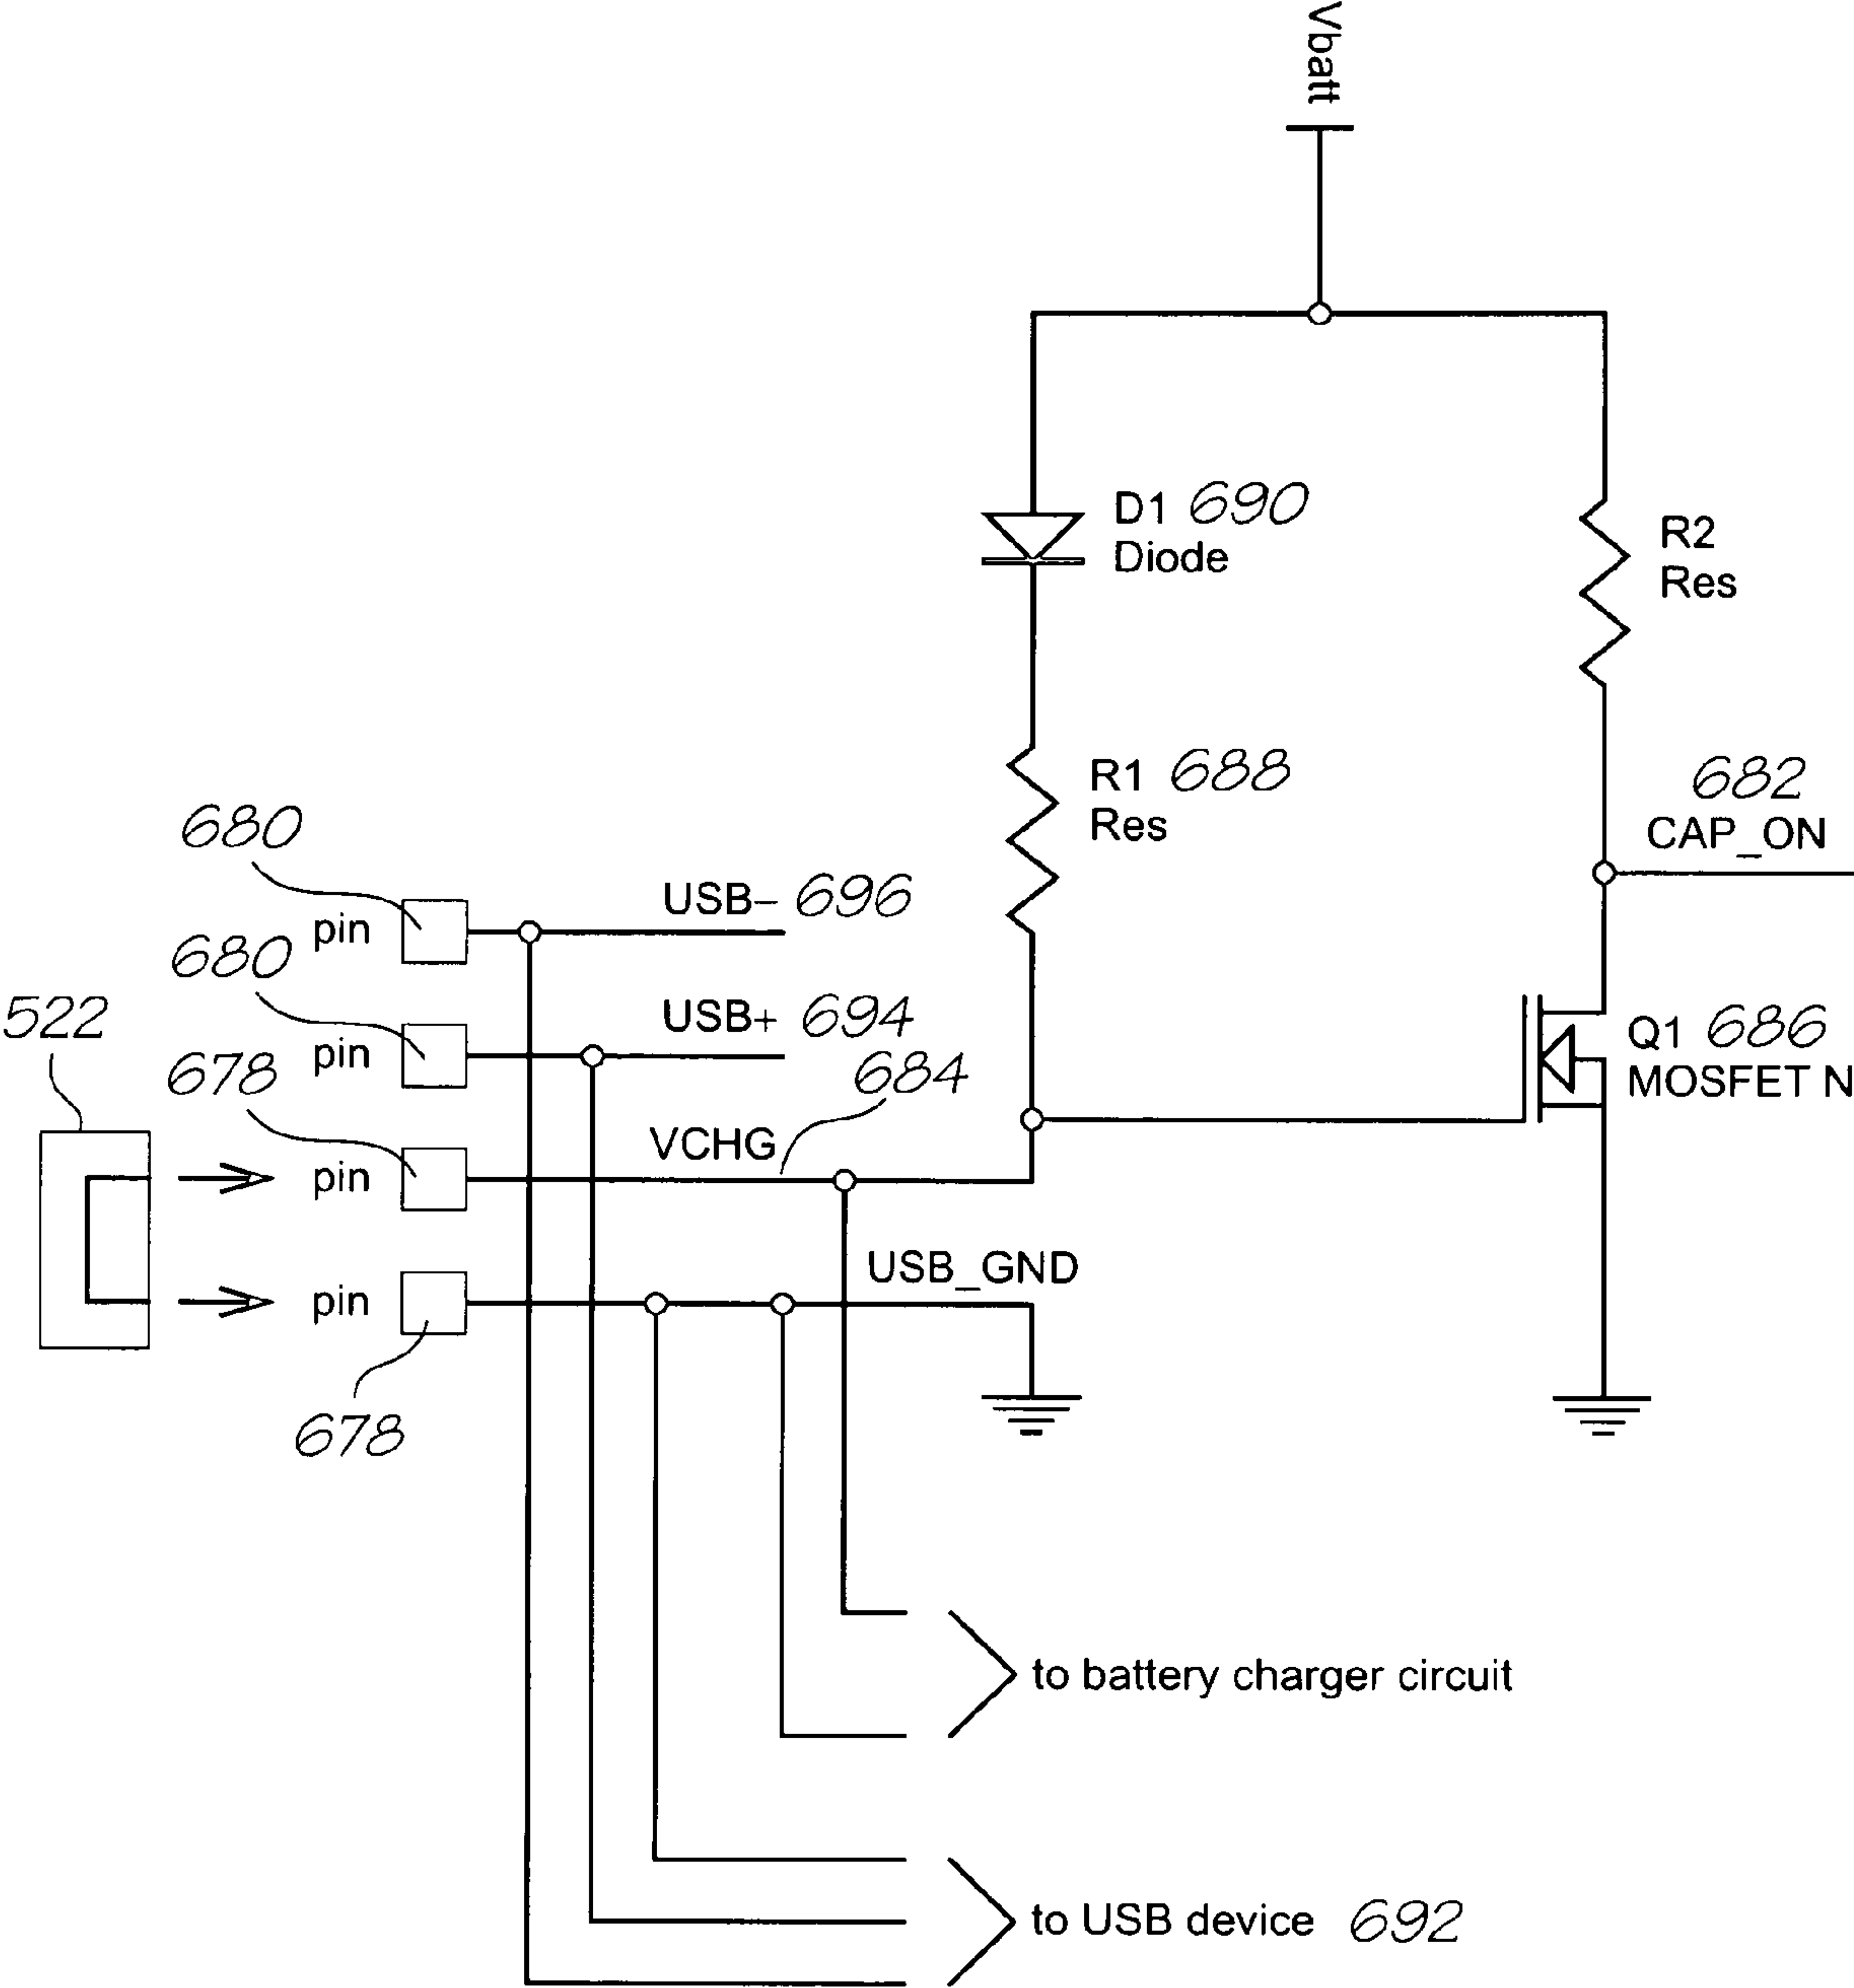 Vbatt
D1 690
Diode
R2
Res
R1 688
Res
682
CAP_ON
680
USB− 696
pin
680
USB+ 694
pin
522
678
684
Q1 686
MOSFET N
VCHG
pin
USB_GND
pin
678
to battery charger circuit
to USB device 692